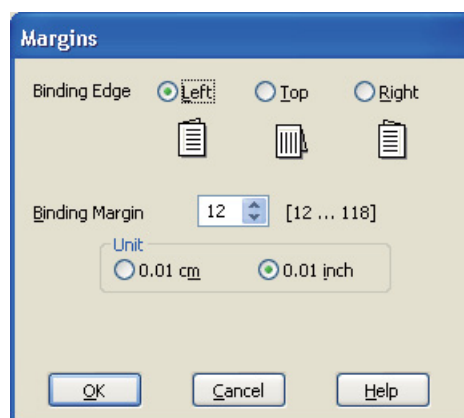 Margins
Binding Edge Left Top Right
Binding Margin 12 [12 ... 118]
Unit
0.01 cm 0.01 inch
OK Cancel Help